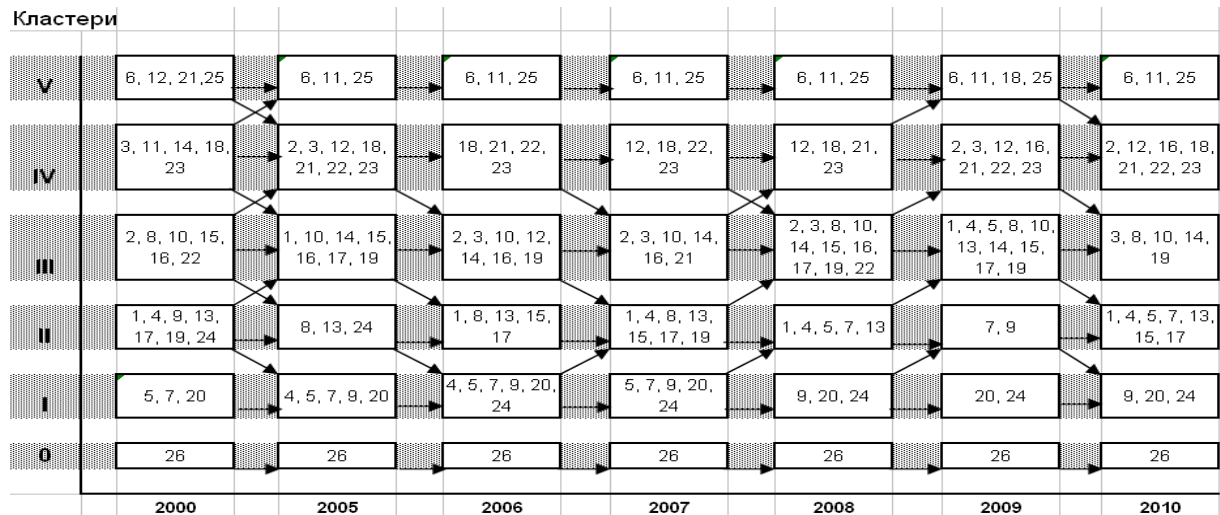 Кластери
V
6, 12, 21,25
6, 11, 25
6, 11, 25
6, 11, 25
6, 11, 25
6, 11, 18, 25
6, 11, 25
IV
3, 11, 14, 18,
23
2, 3, 12, 18,
21, 22, 23
18, 21, 22,
23
12, 18, 22,
23
12, 18, 21,
23
2, 3, 12, 16,
21, 22, 23
2, 12, 16, 18,
21, 22, 23
III
2, 8, 10, 15,
16, 22
1, 10, 14, 15,
16, 17, 19
2, 3, 10, 12,
14, 16, 19
2, 3, 10, 14,
16, 21
2, 3, 8, 10,
14, 15, 16,
17, 19, 22
1, 4, 5, 8, 10,
13, 14, 15,
17, 19
3, 8, 10, 14,
19
II
1, 4, 9, 13,
17, 19, 24
8, 13, 24
1, 8, 13, 15,
17
1, 4, 8, 13,
15, 17, 19
1, 4, 5, 7, 13
7, 9
1, 4, 5, 7, 13,
15, 17
I
5, 7, 20
4, 5, 7, 9, 20
4, 5, 7, 9, 20,
24
5, 7, 9, 20,
24
9, 20, 24
20, 24
9, 20, 24
0
26
26
26
26
26
26
26
2000
2005
2006
2007
2008
2009
2010